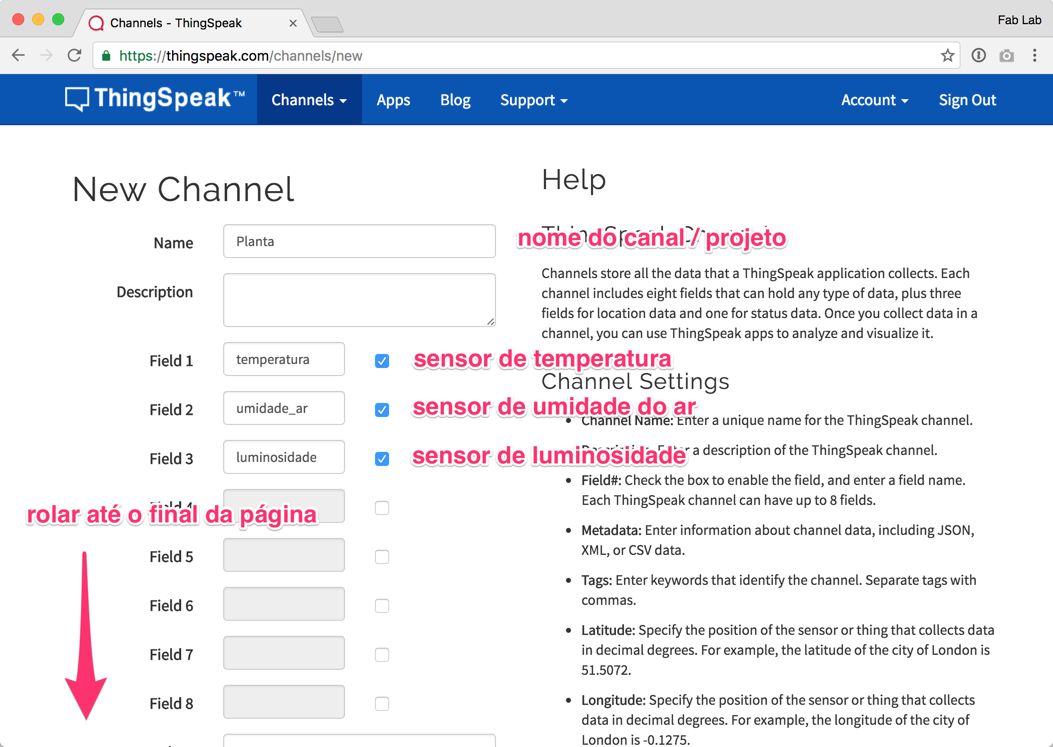 Channels - ThingSpeak
Fab Lab
https://thingspeak.com/channels/new
ThingSpeak™
Channels
Apps
Blog
Support
Account
Sign Out
New Channel
Name
Planta
nome do canal / projeto
Description
Field 1
temperatura
sensor de temperatura
Field 2
umidade_ar
sensor de umidade do ar
Field 3
luminosidade
sensor de luminosidade
Field 4
rolar até o final da página
Field 5
Field 6
Field 7
Field 8
Help
Channels store all the data that a ThingSpeak application collects. Each
channel includes eight fields that can hold any type of data, plus three
fields for location data and one for status data. Once you collect data in a
channel, you can use ThingSpeak apps to analyze and visualize it.
Channel Settings
Channel Name: Enter a unique name for the ThingSpeak channel.
Description: Enter a description of the ThingSpeak channel.
Field#: Check the box to enable the field, and enter a field name.
Each ThingSpeak channel can have up to 8 fields.
Metadata: Enter information about channel data, including JSON,
XML, or CSV data.
Tags: Enter keywords that identify the channel. Separate tags with
commas.
Latitude: Specify the position of the sensor or thing that collects data
in decimal degrees. For example, the latitude of the city of London is
51.5072.
Longitude: Specify the position of the sensor or thing that collects
data in decimal degrees. For example, the longitude of the city of
London is -0.1275.